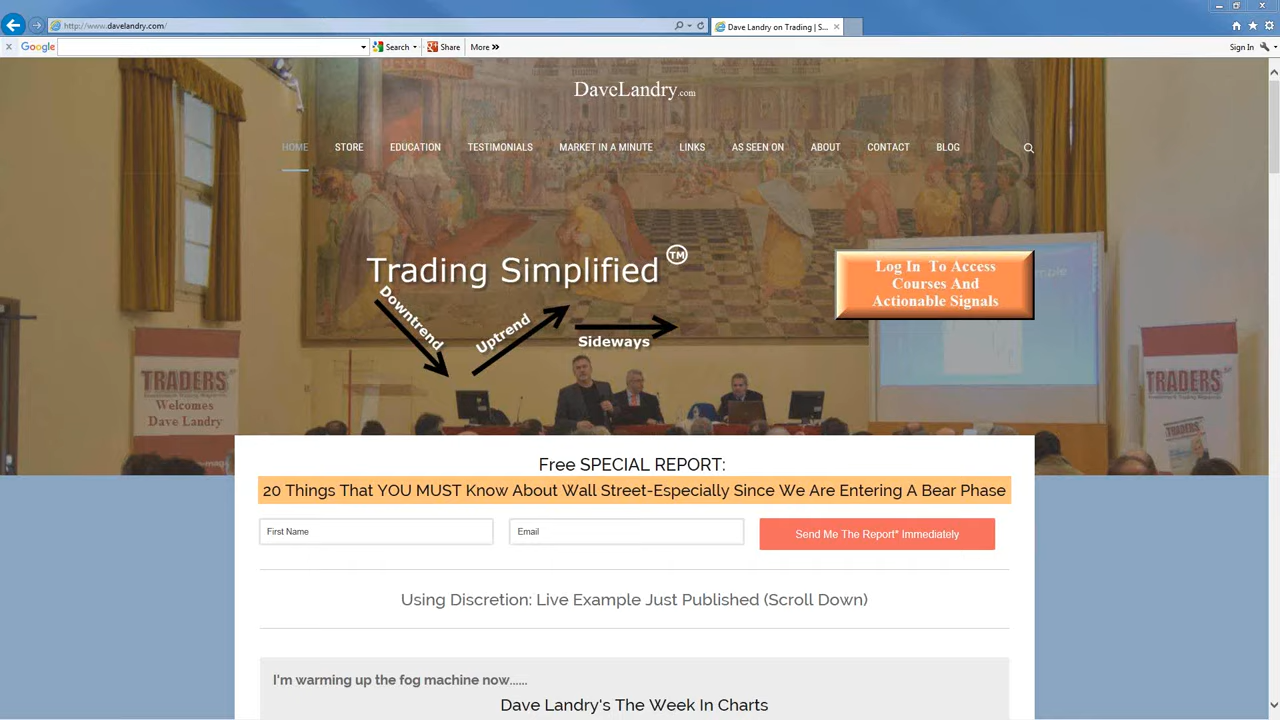 http://www.davelandry.com/
Dave Landry on Trading | S...
Google
Search
Share
More »
Sign In
DaveLandry.com
HOME STORE EDUCATION TESTIMONIALS MARKET IN A MINUTE LINKS AS SEEN ON ABOUT CONTACT BLOG
Trading Simplified TM
Downtrend
Uptrend
Sideways
Log In To Access
Courses And
Actionable Signals
TRADERS'
Welcomes
Dave Landry
TRADERS'
TRADERS'
Free SPECIAL REPORT:
20 Things That YOU MUST Know About Wall Street-Especially Since We Are Entering A Bear Phase
First Name
Email
Send Me The Report* Immediately
Using Discretion: Live Example Just Published (Scroll Down)
I'm warming up the fog machine now......
Dave Landry's The Week In Charts